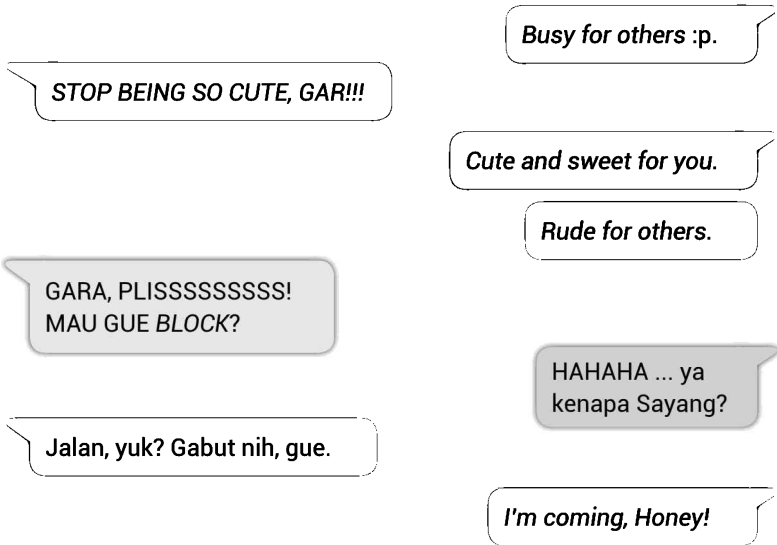 Busy for others :p.
STOP BEING SO CUTE, GAR!!!
Cute and sweet for you.
Rude for others.
GARA, PLISSSSSSSSS!
MAU GUE BLOCK?
HAHAHA ... ya
kenapa Sayang?
Jalan, yuk? Gabut nih, gue.
I'm coming, Honey!